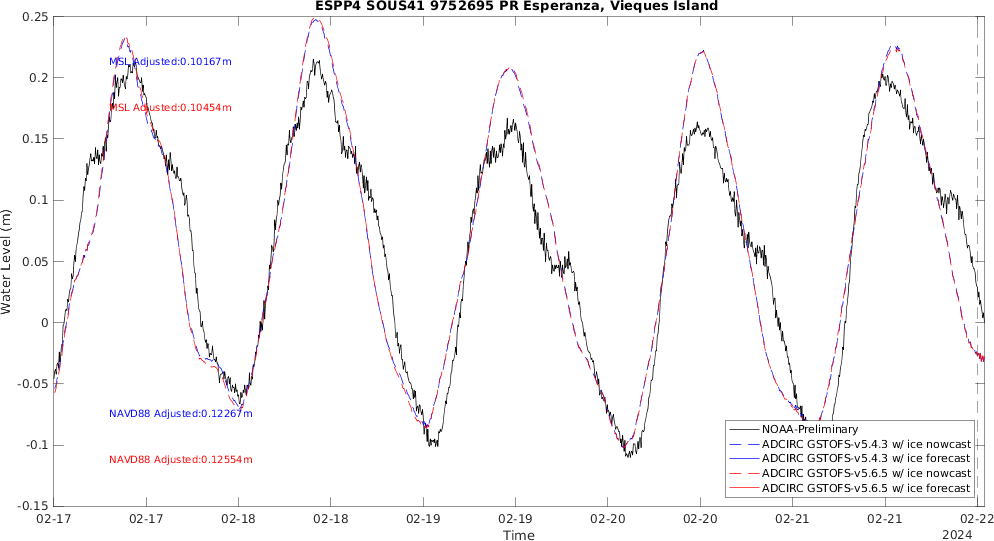 ESPP4 SOUS41 9752695 PR Esperanza, Vieques Island
0.25
0.2
0.15
0.1
0.05
0
-0.05
-0.1
-0.15
Water Level (m)
MSL Adjusted:0.10167m
MSL Adjusted:0.10454m
NAVD88 Adjusted:0.12267m
NAVD88 Adjusted:0.12554m
NOAA-Preliminary
ADCIRC GSTOFS-v5.4.3 w/ ice nowcast
ADCIRC GSTOFS-v5.4.3 w/ ice forecast
ADCIRC GSTOFS-v5.6.5 w/ ice nowcast
ADCIRC GSTOFS-v5.6.5 w/ ice forecast
02-17 02-17 02-18 02-18 02-19 02-19 02-20 02-20 02-21 02-21 02-22
Time
2024